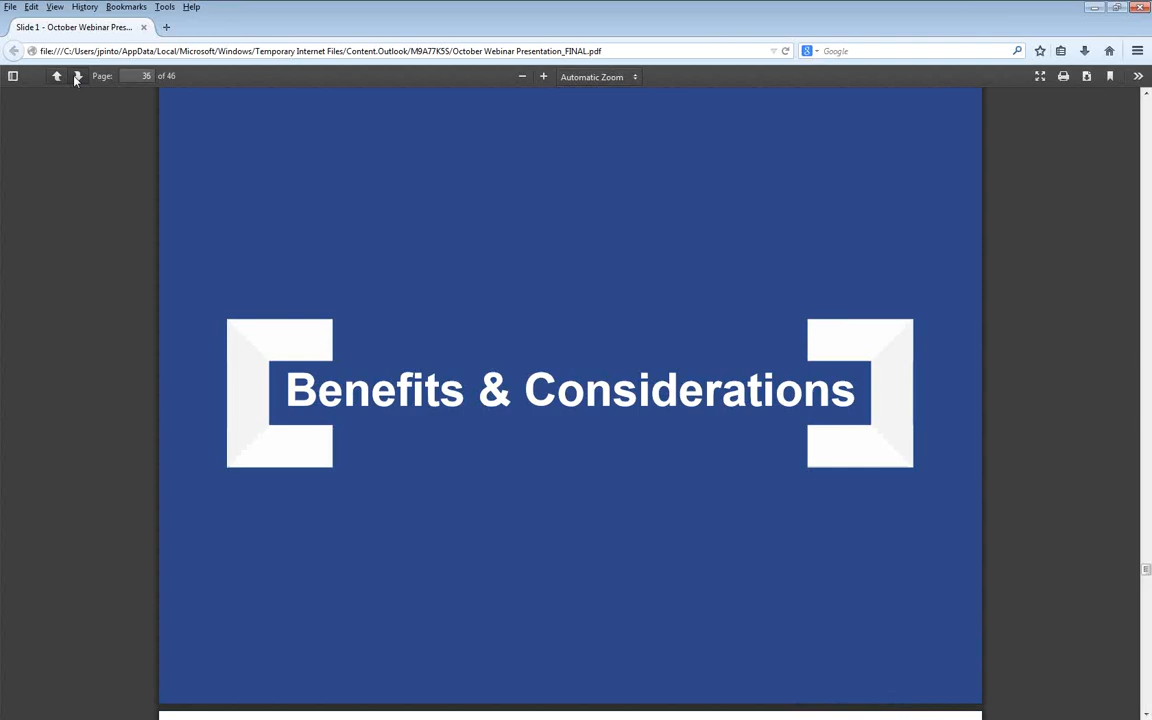 File Edit View History Bookmarks Tools Help
Slide 1 - October Webinar Pres...
file:///C:/Users/jpinto/AppData/Local/Microsoft/Windows/Temporary Internet Files/Content.Outlook/M9A77K5S/October Webinar Presentation_FINAL.pdf
Google
Page: 36 of 46
Automatic Zoom
Benefits & Considerations